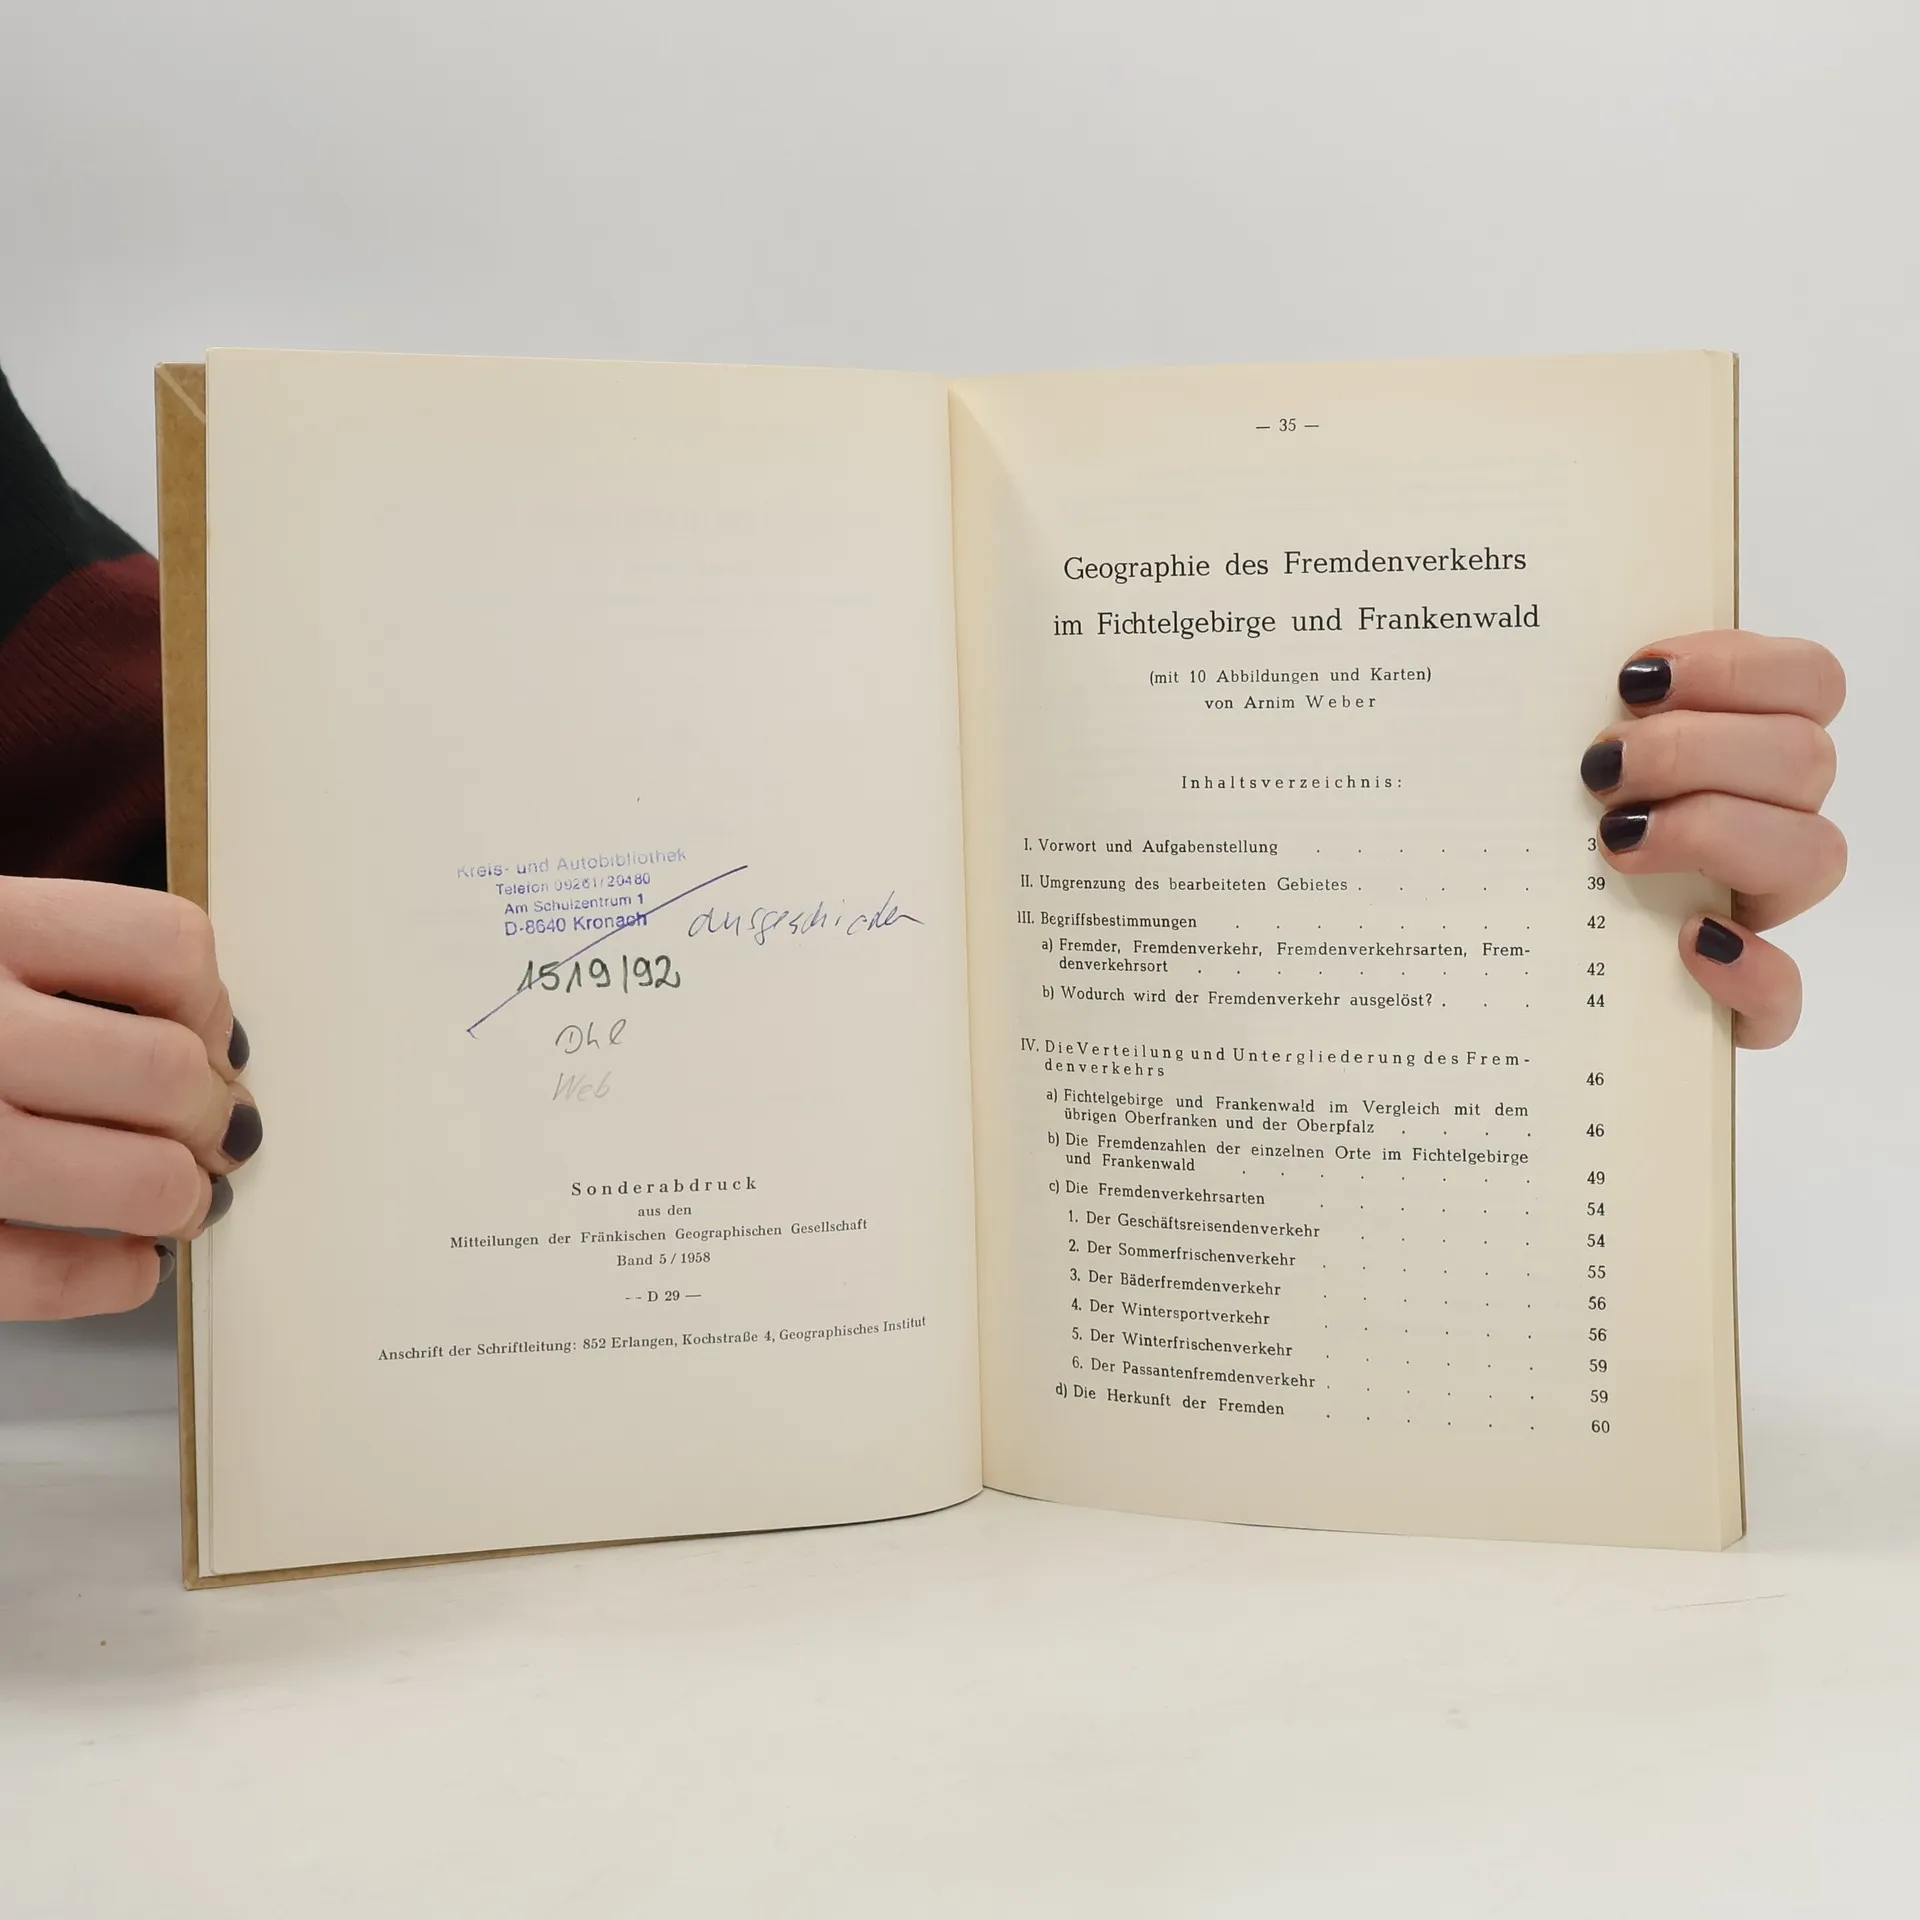 Kreis- und Autobibliothek
Telefon 09261/20480
Am Schulzentrum 1
D-8640 Kronach
ausgeschieden
1519/92
Dhl
Web
Sonderabdruck
aus den
Mitteilungen der Fränkischen Geographischen Gesellschaft
Band 5 / 1958
-- D 29 —
Anschrift der Schriftleitung: 852 Erlangen, Kochstraße 4, Geographisches Institut
— 35 —
Geographie des Fremdenverkehrs
im Fichtelgebirge und Frankenwald
(mit 10 Abbildungen und Karten)
von Arnim Weber
Inhaltsverzeichnis:
I. Vorwort und Aufgabenstellung . . . . . .
II. Umgrenzung des bearbeiteten Gebietes . . . . . 39
III. Begriffsbestimmungen . . . . . . . . 42
a) Fremder, Fremdenverkehr, Fremdenverkehrsarten, Frem-
denverkehrsort . . . . . . . . . 42
b) Wodurch wird der Fremdenverkehr ausgelöst? . . . 44
IV. Die Verteilung und Untergliederung des Frem-
denverkehrs 46
a) Fichtelgebirge und Frankenwald im Vergleich mit dem
übrigen Oberfranken und der Oberpfalz . . . . 46
b) Die Fremdenzahlen der einzelnen Orte im Fichtelgebirge
und Frankenwald . . . . . . . . 49
c) Die Fremdenverkehrsarten . . . . . . 54
1. Der Geschäftsreisendenverkehr . . . . . 54
2. Der Sommerfrischenverkehr . . . . . . 55
3. Der Bäderfremdenverkehr . . . . . . 56
4. Der Wintersportverkehr . . . . . . 56
5. Der Winterfrischenverkehr . . . . . . 59
6. Der Passantenfremdenverkehr . . . . . . 59
d) Die Herkunft der Fremden . . . . . . 60